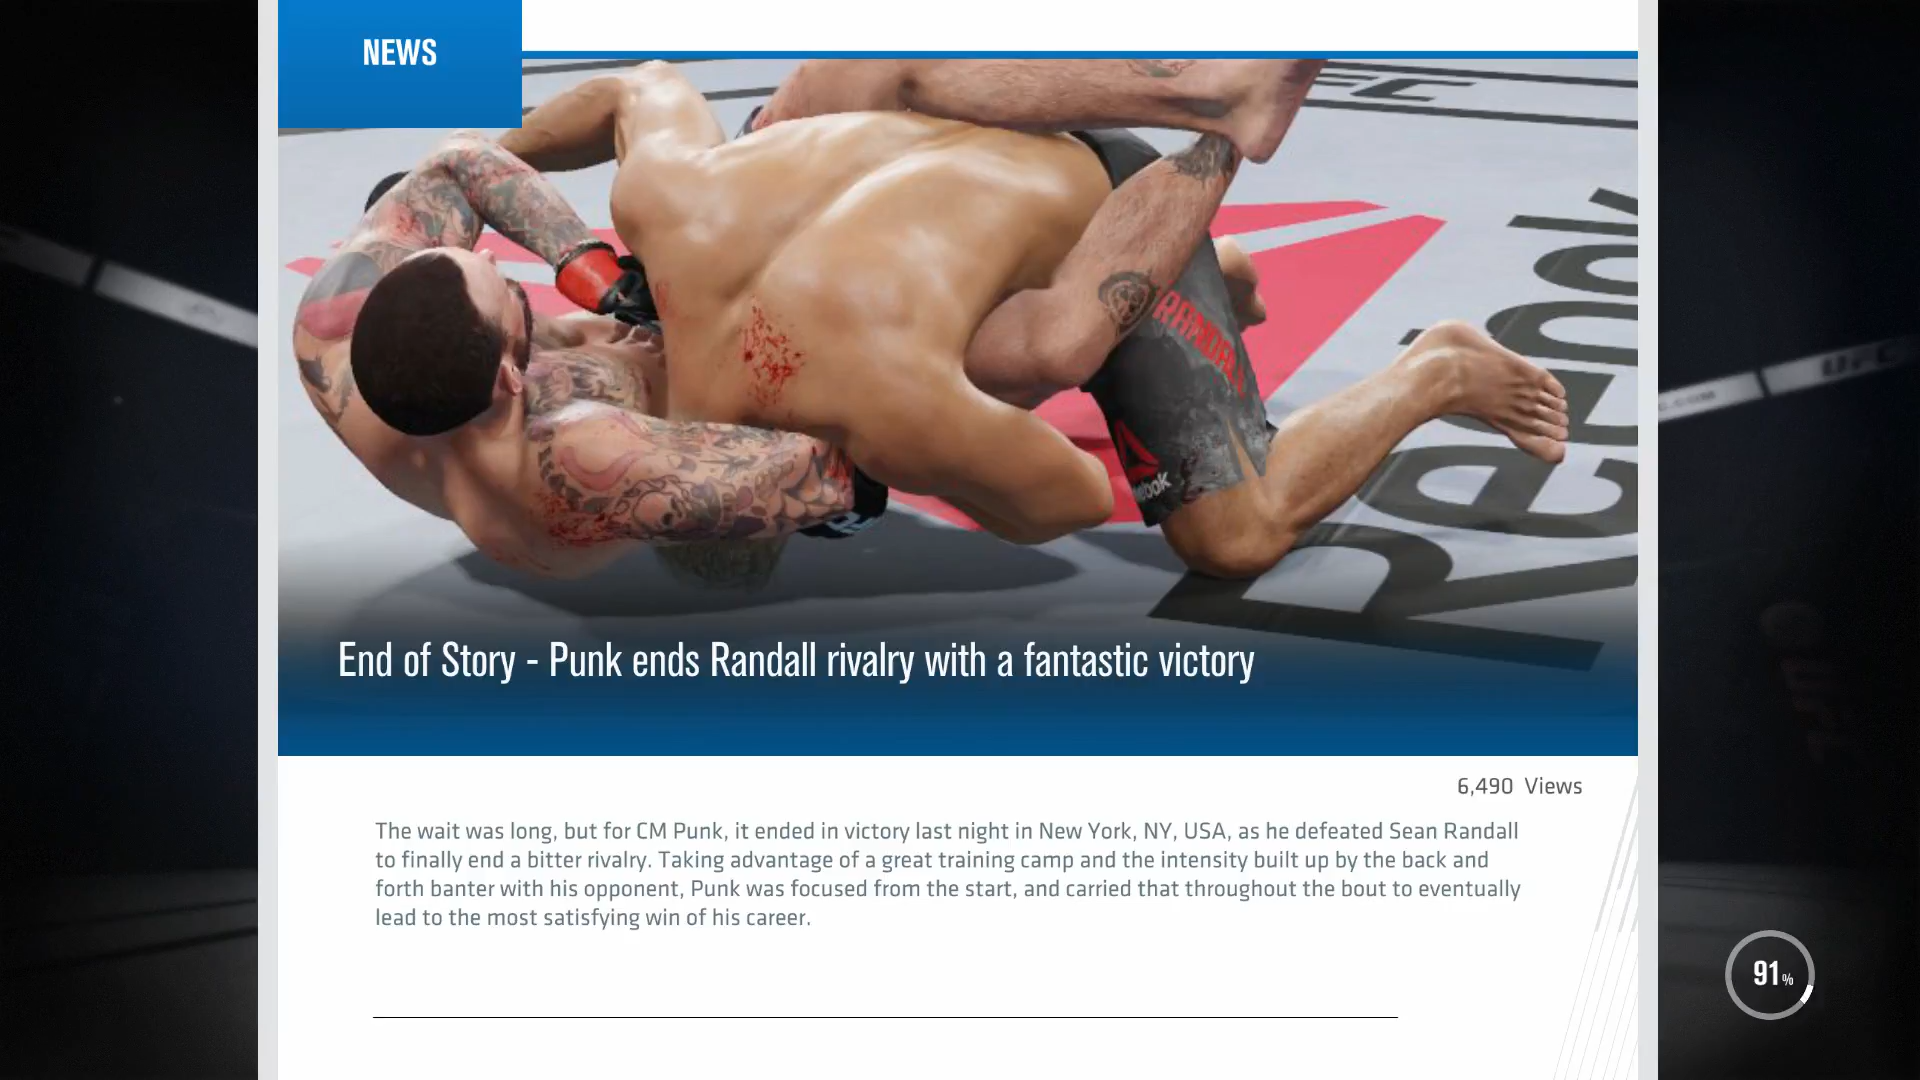 NEWS
UFC
RANDALL
Reebok
Reebok
End of Story - Punk ends Randall rivalry with a fantastic victory
6,490 Views
The wait was long, but for CM Punk, it ended in victory last night in New York, NY, USA, as he defeated Sean Randall
to finally end a bitter rivalry. Taking advantage of a great training camp and the intensity built up by the back and
forth banter with his opponent, Punk was focused from the start, and carried that throughout the bout to eventually
lead to the most satisfying win of his career.
91%